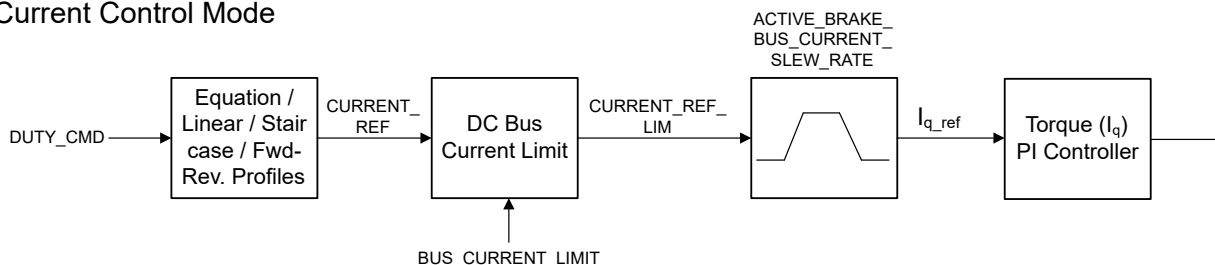 Current Control Mode
ACTIVE_BRAKE_
BUS_CURRENT_
SLEW_RATE
DUTY_CMD
Equation /
Linear / Stair
case / Fwd-
Rev. Profiles
CURRENT_
REF
DC Bus
Current Limit
CURRENT_REF_
LIM
Iq_ref
Torque (Iq)
PI Controller
BUS_CURRENT_LIMIT